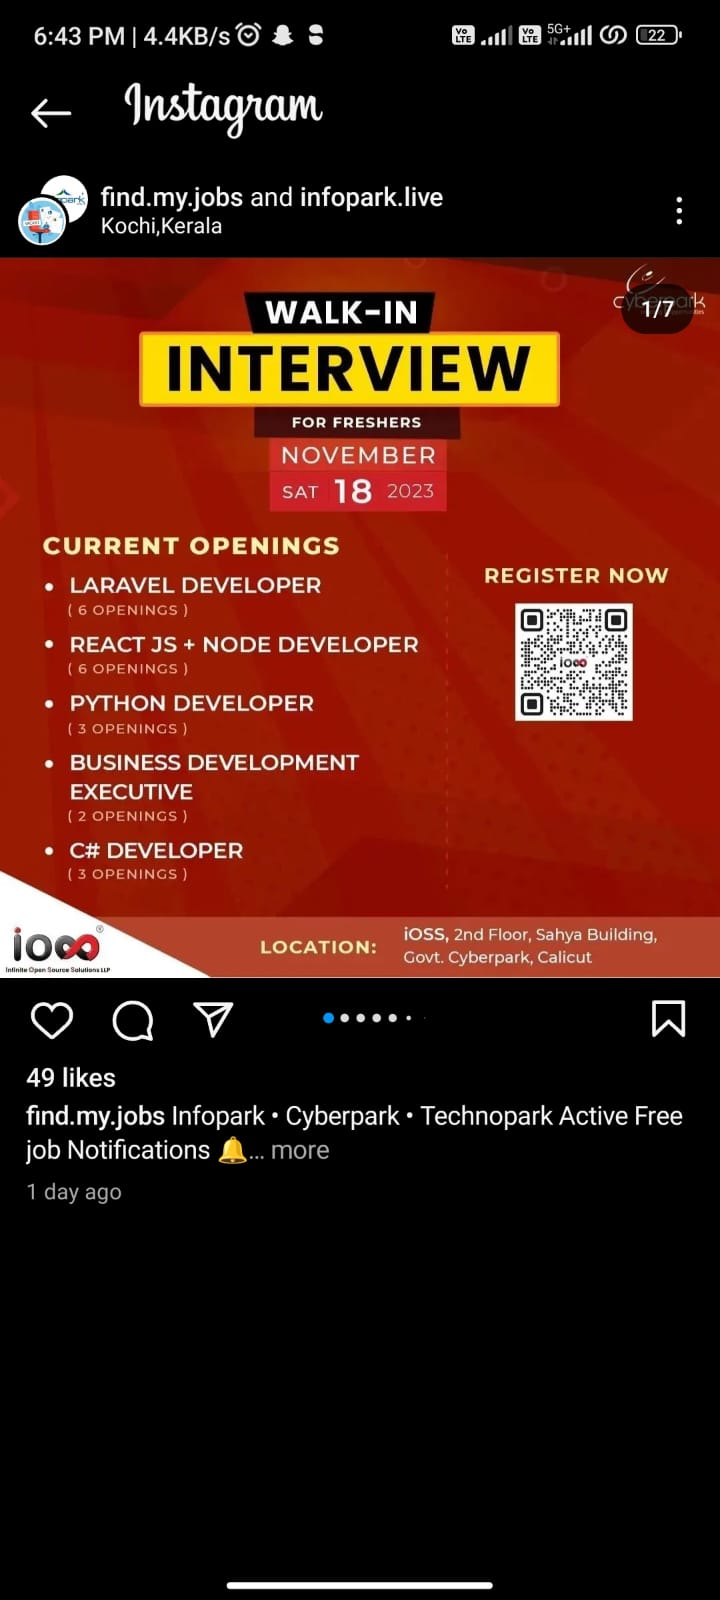 6:43 PM | 4.4KB/s
Vo LTE Vo LTE 5G+ 22
Instagram
find.my.jobs and infopark.live
Kochi,Kerala
1/7
WALK-IN
INTERVIEW
FOR FRESHERS
NOVEMBER
SAT 18 2023
CURRENT OPENINGS
• LARAVEL DEVELOPER
( 6 OPENINGS )
• REACT JS + NODE DEVELOPER
( 6 OPENINGS )
• PYTHON DEVELOPER
( 3 OPENINGS )
• BUSINESS DEVELOPMENT
EXECUTIVE
( 2 OPENINGS )
• C# DEVELOPER
( 3 OPENINGS )
REGISTER NOW
ioss
ioss®
Infinite Open Source Solutions LLP
LOCATION:
iOSS, 2nd Floor, Sahya Building,
Govt. Cyberpark, Calicut
49 likes
find.my.jobs Infopark • Cyberpark • Technopark Active Free
job Notifications 🔔... more
1 day ago